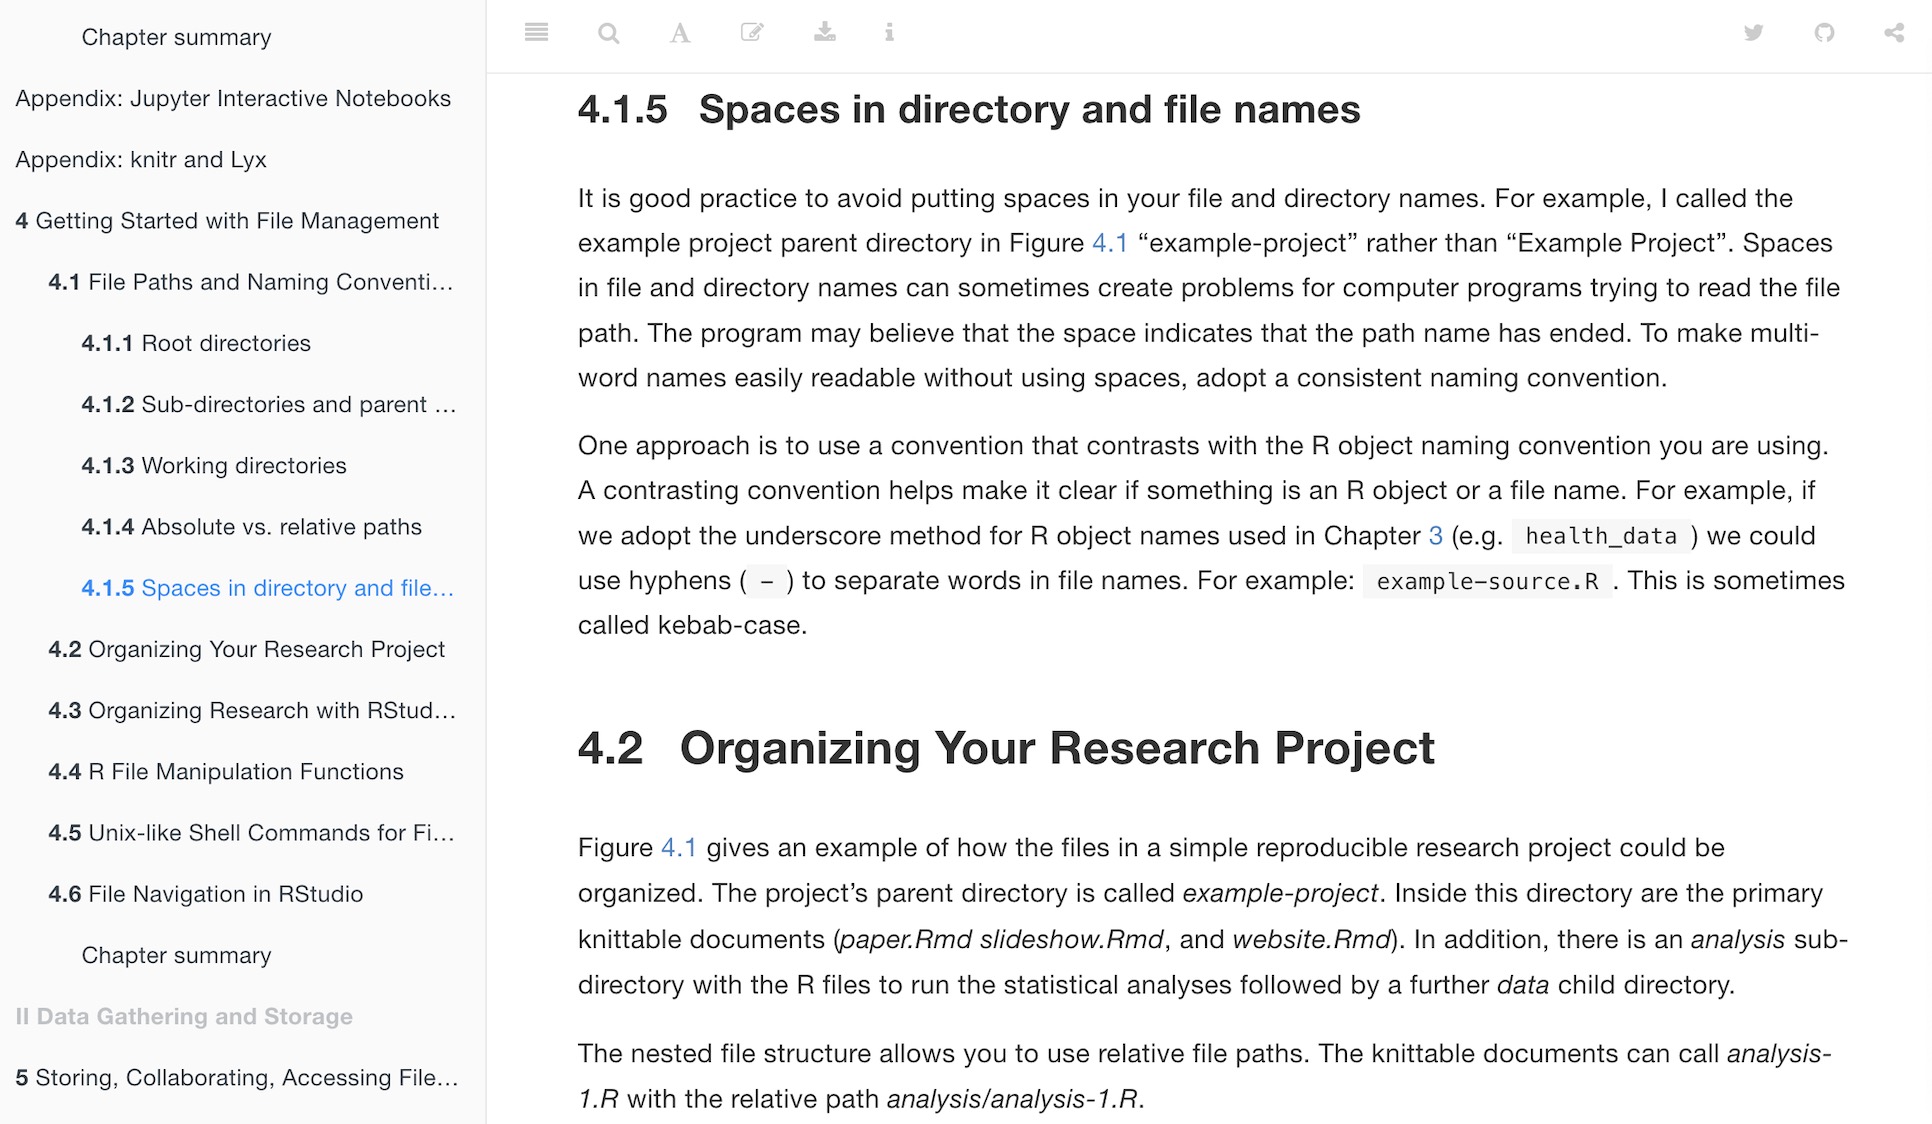 Chapter summary
Appendix: Jupyter Interactive Notebooks
Appendix: knitr and Lyx
4 Getting Started with File Management
4.1 File Paths and Naming Conventi…
4.1.1 Root directories
4.1.2 Sub-directories and parent …
4.1.3 Working directories
4.1.4 Absolute vs. relative paths
4.1.5 Spaces in directory and file…
4.2 Organizing Your Research Project
4.3 Organizing Research with RStud…
4.4 R File Manipulation Functions
4.5 Unix-like Shell Commands for Fi…
4.6 File Navigation in RStudio
Chapter summary
II Data Gathering and Storage
5 Storing, Collaborating, Accessing File…
4.1.5 Spaces in directory and file names
It is good practice to avoid putting spaces in your file and directory names. For example, I called the
example project parent directory in Figure 4.1 “example-project” rather than “Example Project”. Spaces
in file and directory names can sometimes create problems for computer programs trying to read the file
path. The program may believe that the space indicates that the path name has ended. To make multi-
word names easily readable without using spaces, adopt a consistent naming convention.
One approach is to use a convention that contrasts with the R object naming convention you are using.
A contrasting convention helps make it clear if something is an R object or a file name. For example, if
we adopt the underscore method for R object names used in Chapter 3 (e.g. health_data ) we could
use hyphens ( - ) to separate words in file names. For example: example-source.R . This is sometimes
called kebab-case.
4.2 Organizing Your Research Project
Figure 4.1 gives an example of how the files in a simple reproducible research project could be
organized. The project’s parent directory is called example-project. Inside this directory are the primary
knittable documents (paper.Rmd slideshow.Rmd, and website.Rmd). In addition, there is an analysis sub-
directory with the R files to run the statistical analyses followed by a further data child directory.
The nested file structure allows you to use relative file paths. The knittable documents can call analysis-
1.R with the relative path analysis/analysis-1.R.